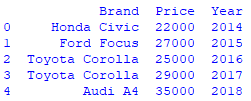 Brand Price Year
0 Honda Civic 22000 2014
1 Ford Focus 27000 2015
2 Toyota Corolla 25000 2016
3 Toyota Corolla 29000 2017
4 Audi A4 35000 2018